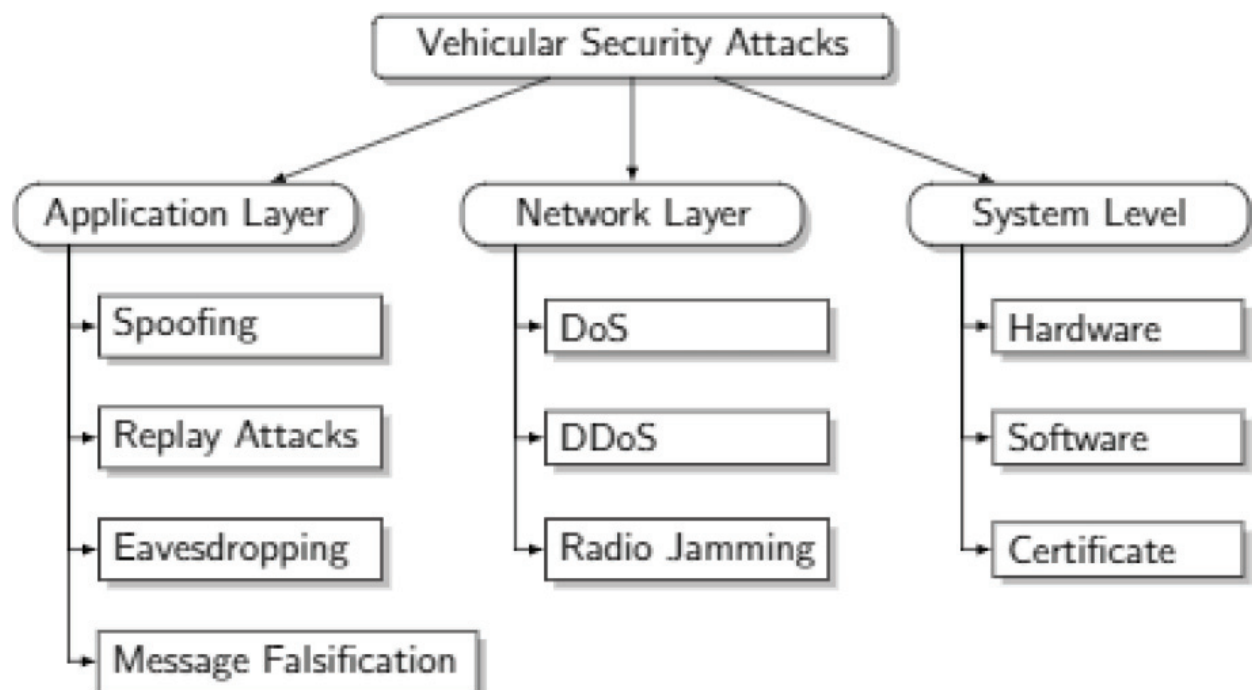 Vehicular Security Attacks
Application Layer
Spoofing
Replay Attacks
Eavesdropping
Message Falsification
Network Layer
DoS
DDoS
Radio Jamming
System Level
Hardware
Software
Certificate